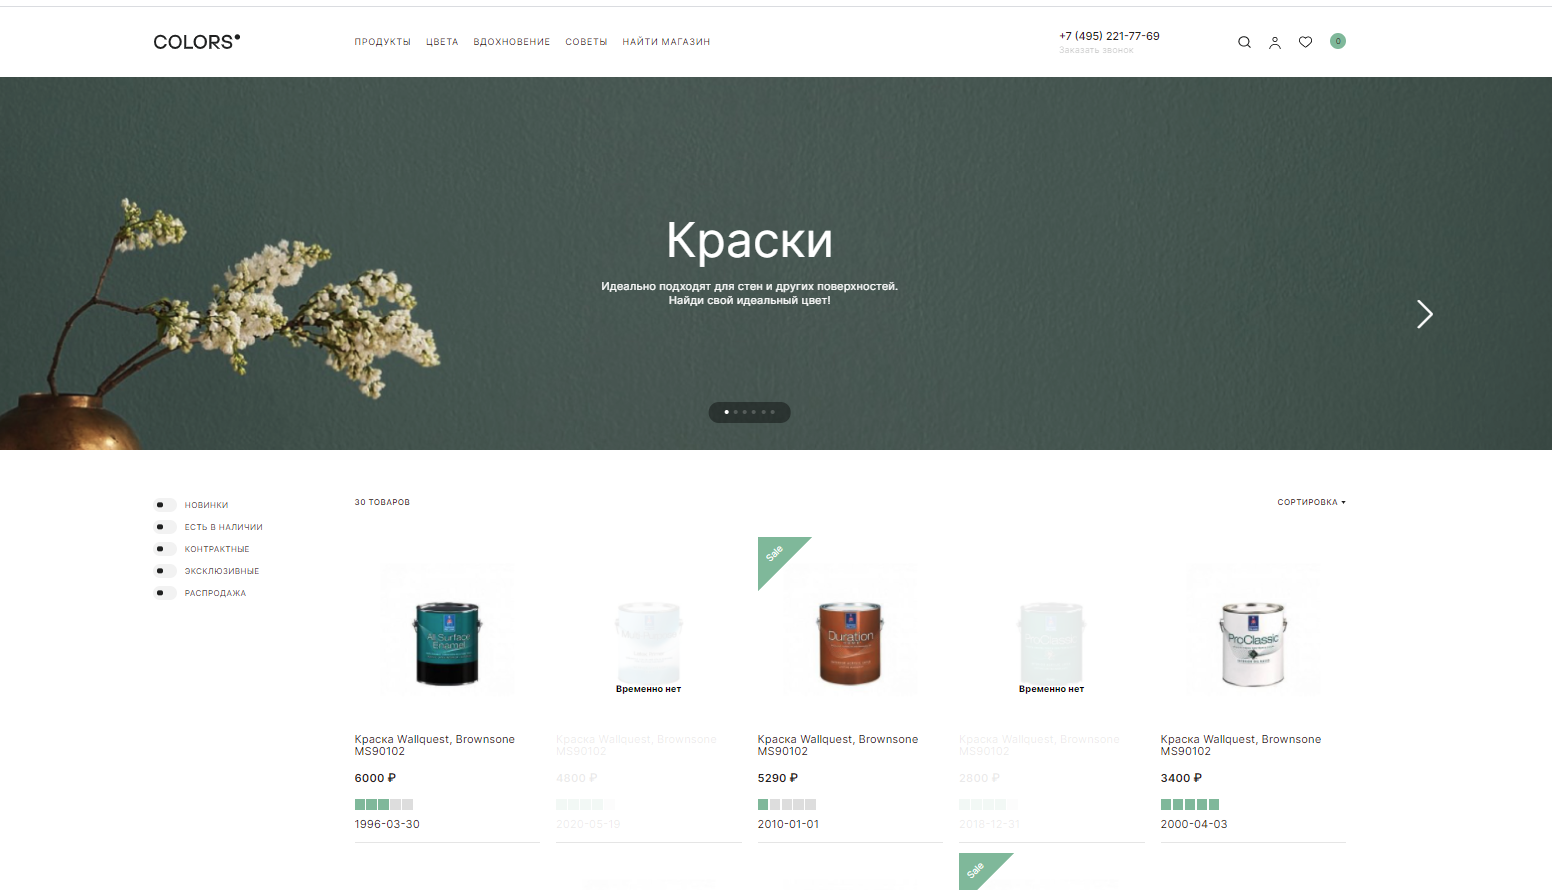 COLORS
ПРОДУКТЫ ЦВЕТА ВДОХНОВЕНИЕ СОВЕТЫ НАЙТИ МАГАЗИН
+7 (495) 221-77-69
Заказать звонок
0
Краски
Идеально подходят для стен и других поверхностей.
Найди свой идеальный цвет!
НОВИНКИ
ЕСТЬ В НАЛИЧИИ
КОНТРАКТНЫЕ
ЭКСКЛЮЗИВНЫЕ
РАСПРОДАЖА
30 ТОВАРОВ
СОРТИРОВКА
All Surface
Enamel
Краска Wallquest, Brownsone
MS90102
6000 ₽
1996-03-30
Временно нет
Краска Wallquest, Brownsone
MS90102
4800 ₽
2020-05-19
Sale
Duration
Краска Wallquest, Brownsone
MS90102
5290 ₽
2010-01-01
ProClassic
Временно нет
Краска Wallquest, Brownsone
MS90102
2800 ₽
2018-12-31
ProClassic
Краска Wallquest, Brownsone
MS90102
3400 ₽
2000-04-03
Sale